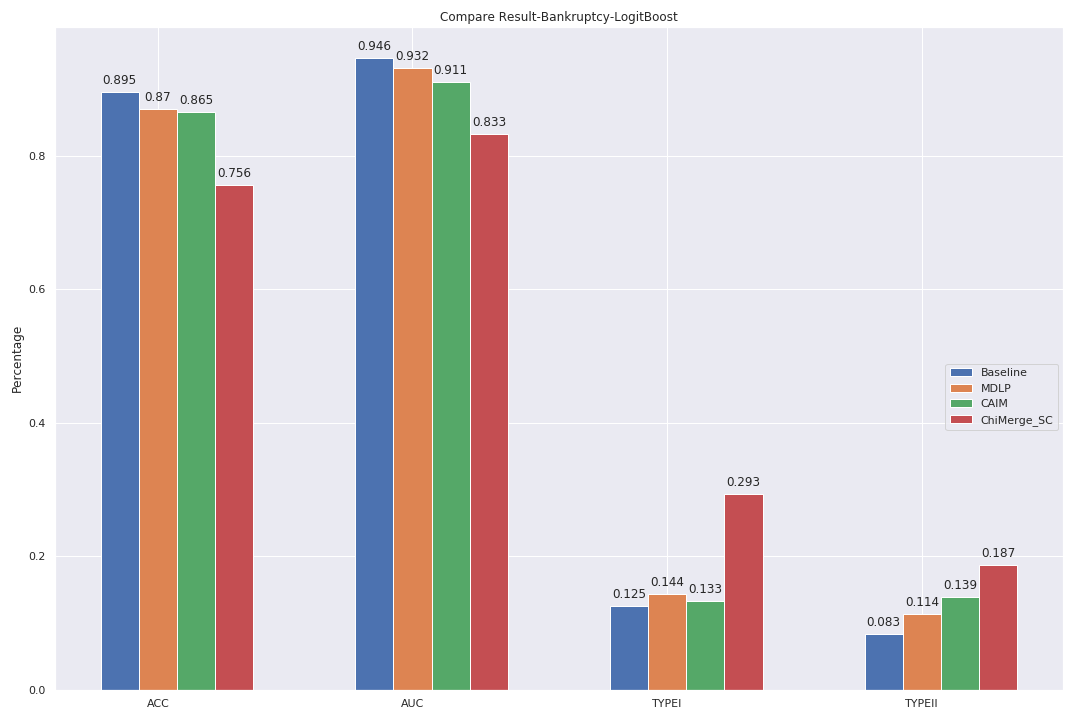 Compare Result-Bankruptcy-LogitBoost
0.946
0.932
0.911
0.895
0.87
0.865
0.833
0.756
0.8
0.6
Percentage
Baseline
MDLP
CAIM
ChiMerge_SC
0.4
0.293
0.2
0.187
0.144
0.139
0.133
0.125
0.114
0.083
0.0
ACC
AUC
TYPEI
TYPEII